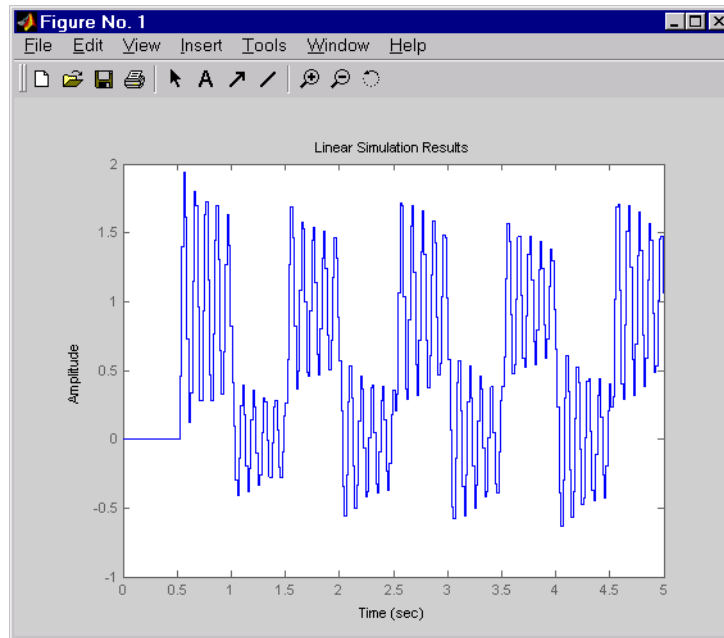 Figure No. 1
File Edit View Insert Tools Window Help
A
Linear Simulation Results
2
1.5
1
0.5
0
-0.5
-1
Amplitude
0 0.5 1 1.5 2 2.5 3 3.5 4 4.5 5
Time (sec)